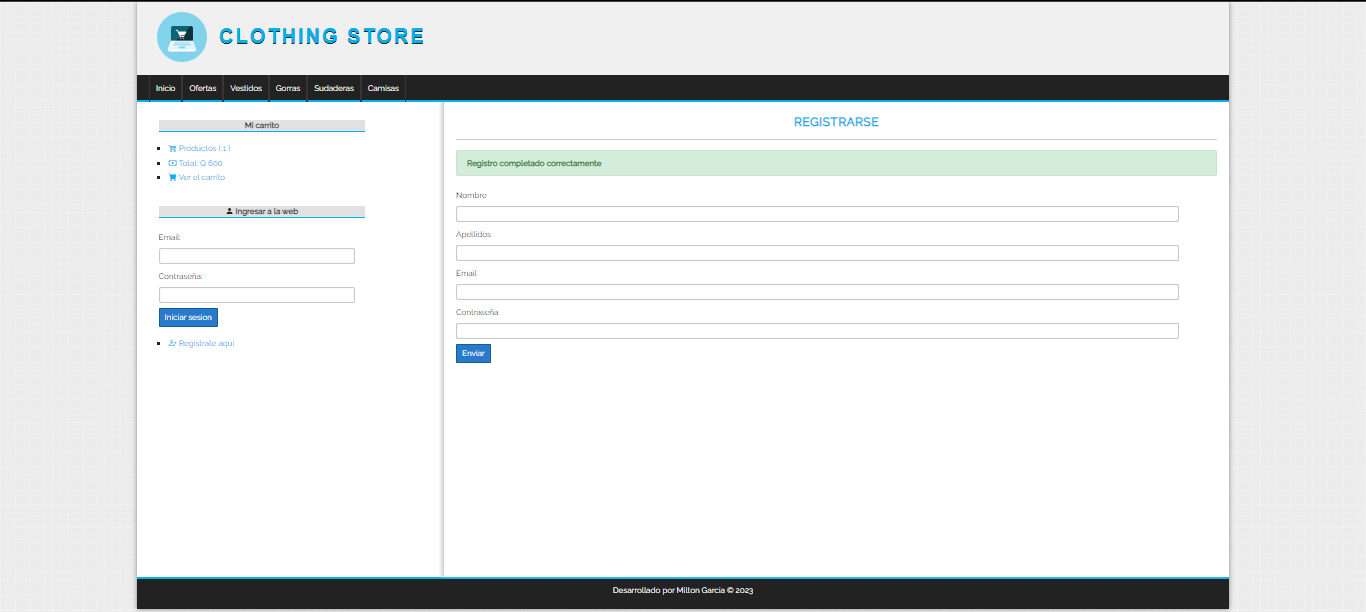 CLOTHING STORE
Inicio Ofertas Vestidos Gorras Sudaderas Camisas
Mi carrito
Productos ( 1 )
Total: Q 600
Ver el carrito
Ingresar a la web
Email:
Contraseña:
Iniciar sesion
Registrate aqui
REGISTRARSE
Registro completado correctamente
Nombre
Apellidos
Email
Contraseña
Enviar
Desarrollado por Milton Garcia © 2023